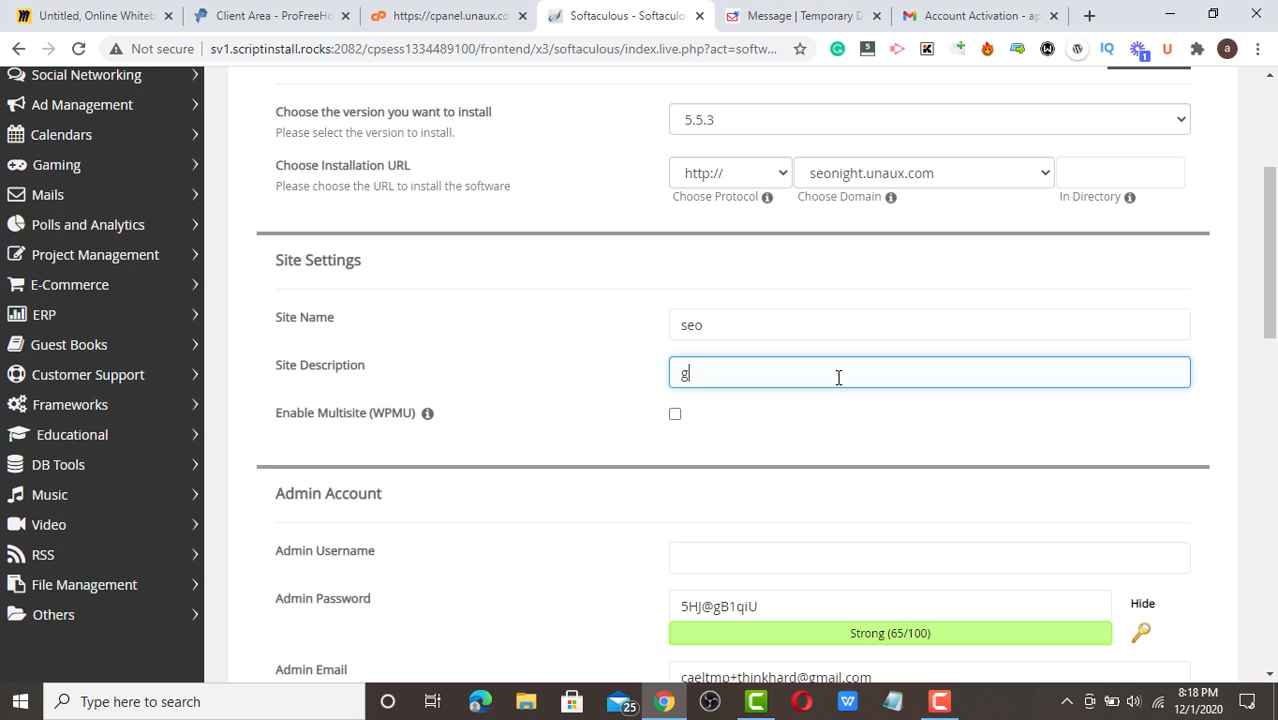 Untitled, Online Whiteb
Client Area - ProFreeHo
https://cpanel.unaux.com
Softaculous - Softaculo
Message | Temporary D
Account Activation - ap
Not secure
sv1.scriptinstall.rocks:2082/cpsess1334489100/frontend/x3/softaculous/index.live.php?act=softw...
Social Networking
Ad Management
Calendars
Gaming
Mails
Polls and Analytics
Project Management
E-Commerce
ERP
Guest Books
Customer Support
Frameworks
Educational
DB Tools
Music
Video
RSS
File Management
Others
Choose the version you want to install
Please select the version to install.
5.5.3
Choose Installation URL
Please choose the URL to install the software
http://
seonight.unaux.com
Choose Protocol
Choose Domain
In Directory
Site Settings
Site Name
seo
Site Description
g
Enable Multisite (WPMU)
Admin Account
Admin Username
Admin Password
5HJ@gB1qiU
Hide
Strong (65/100)
Admin Email
caeltmp+thinkhard@gmail.com
Type here to search
25
8:18 PM
12/1/2020